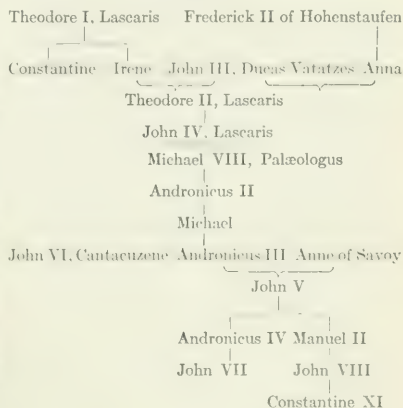 Theodore I, Lascaris Frederick II of Hohenstaufen
Constantine Irene John III, Ducas Vatatzes Anna
Theodore II, Lascaris
John IV, Lascaris
Michael VIII, Palæologus
Andronicus II
Michael
John VI, Cantacuzene Andronicus III Anne of Savoy
John V
Andronicus IV Manuel II
John VII John VIII
Constantine XI